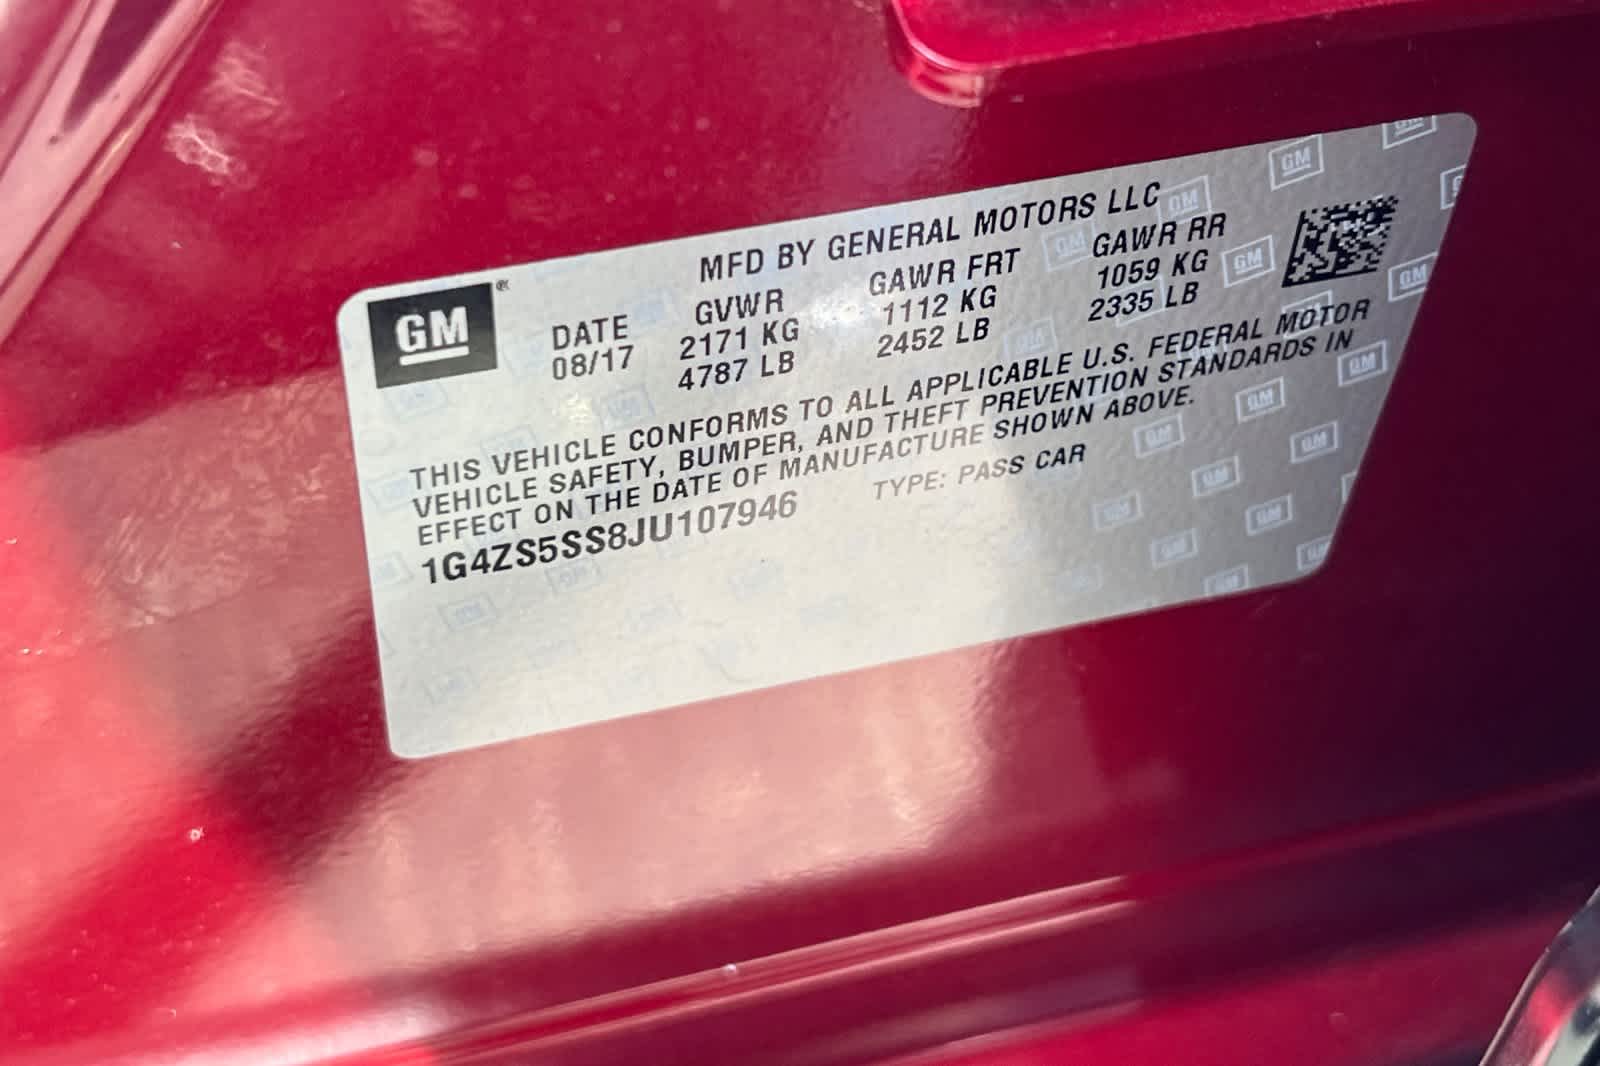 MFD BY GENERAL MOTORS LLC
GM®
DATE GVWR GAWR FRT GAWR RR
08/17 2171 KG 1112 KG 1059 KG
4787 LB 2452 LB 2335 LB
THIS VEHICLE CONFORMS TO ALL APPLICABLE U.S. FEDERAL MOTOR
VEHICLE SAFETY, BUMPER, AND THEFT PREVENTION STANDARDS IN
EFFECT ON THE DATE OF MANUFACTURE SHOWN ABOVE.
1G4ZS5SS8JU107946 TYPE: PASS CAR